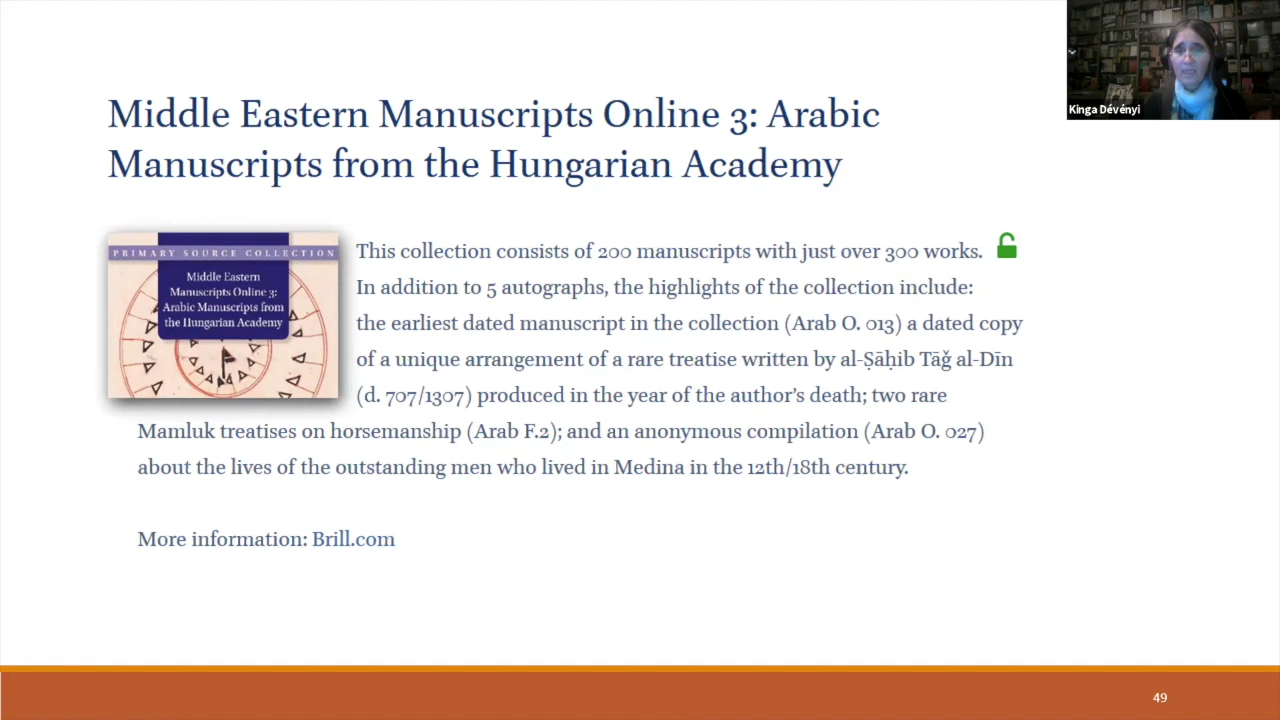 Kinga Dévényi
Middle Eastern Manuscripts Online 3: Arabic
Manuscripts from the Hungarian Academy
PRIMARY SOURCE COLLECTION
Middle Eastern
Manuscripts Online 3:
Arabic Manuscripts from
the Hungarian Academy
This collection consists of 200 manuscripts with just over 300 works.
In addition to 5 autographs, the highlights of the collection include:
the earliest dated manuscript in the collection (Arab O. 013) a dated copy
of a unique arrangement of a rare treatise written by al-Ṣāḥib Tāǧ al-Dīn
(d. 707/1307) produced in the year of the author’s death; two rare
Mamluk treatises on horsemanship (Arab F.2); and an anonymous compilation (Arab O. 027)
about the lives of the outstanding men who lived in Medina in the 12th/18th century.
More information: Brill.com
49